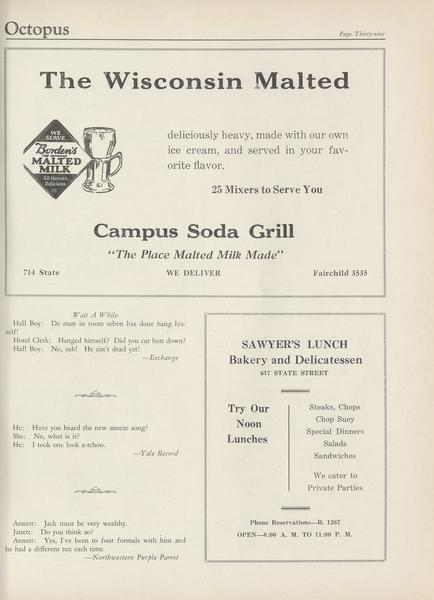 Octopus
Page Thirty-nine
The Wisconsin Malted
WE
SERVE
Borden's
MALTED
MILK
All Flavors
Delicious
deliciously heavy, made with our own
ice cream, and served in your fav-
orite flavor.
25 Mixers to Serve You
Campus Soda Grill
"The Place Malted Milk Made"
714 State
WE DELIVER
Fairchild 3535
Wait A While
Hall Boy: De man in room seben has done hang his-
self!
Hotel Clerk: Hanged himself? Did you cut him down?
Hall Boy: No, sah! He ain't dead yet!
—Exchange
He: Have you heard the new sneeze song?
She: No, what is it?
He: I took one look a-tchoo.
—Yale Record
Annett: Jack must be very wealthy.
Janett: Do you think so?
Annett: Yes, I've been to four formals with him and
he had a different tux each time.
—Northwestern Purple Parrot
SAWYER'S LUNCH
Bakery and Delicatessen
617 STATE STREET
Try Our
Noon
Lunches
Steaks, Chops
Chop Suey
Special Dinners
Salads
Sandwiches
We cater to
Private Parties
Phone Reservations—B. 1267
OPEN—6:00 A. M. TO 11:00 P. M.